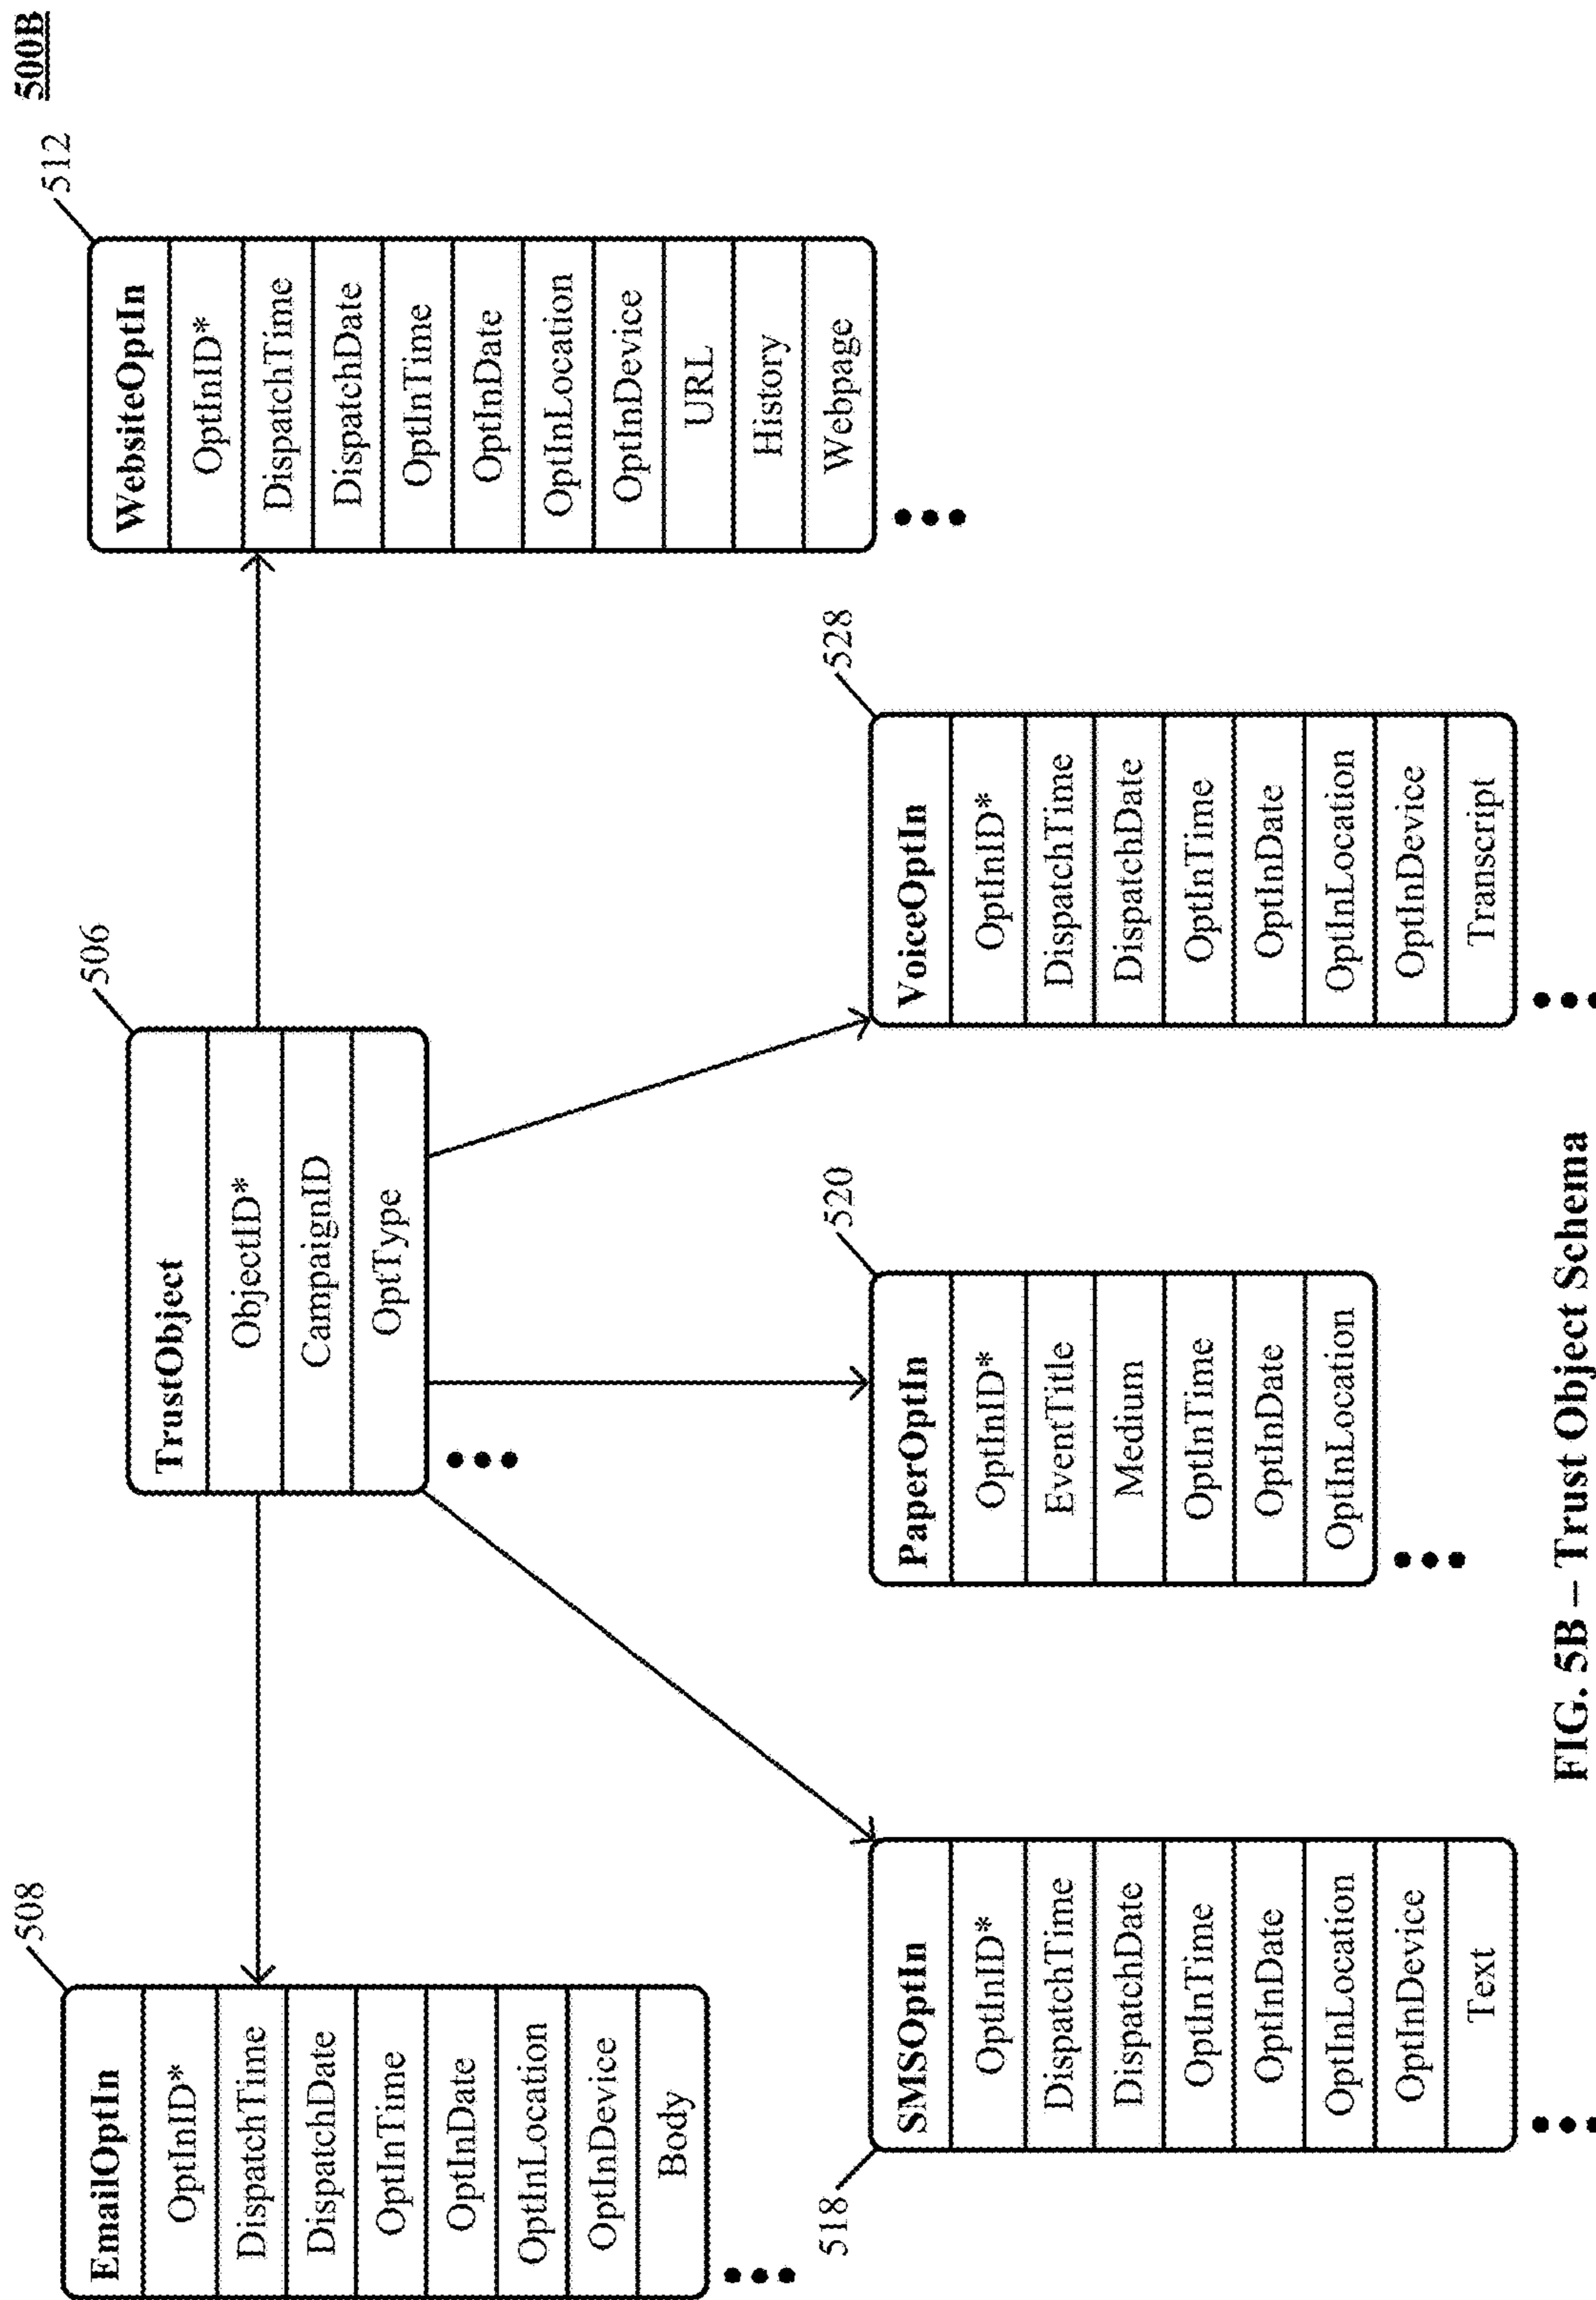 500B
506
TrustObject
ObjectID*
CampaignID
OptType
508
EmailOptIn
OptInID*
DispatchTime
DispatchDate
OptInTime
OptInDate
OptInLocation
OptInDevice
Body
512
WebsiteOptIn
OptInID*
DispatchTime
DispatchDate
OptInTime
OptInDate
OptInLocation
OptInDevice
URL
History
Webpage
518
SMSOptIn
OptInID*
DispatchTime
DispatchDate
OptInTime
OptInDate
OptInLocation
OptInDevice
Text
520
PaperOptIn
OptInID*
EventTitle
Medium
OptInTime
OptInDate
OptInLocation
528
VoiceOptIn
OptInID*
DispatchTime
DispatchDate
OptInTime
OptInDate
OptInLocation
OptInDevice
Transcript
FIG. 5B – Trust Object Schema